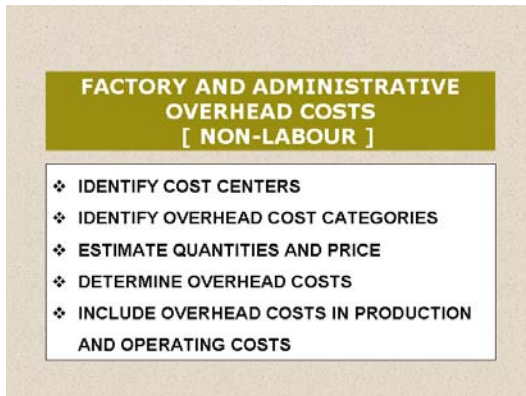 FACTORY AND ADMINISTRATIVE
OVERHEAD COSTS
[ NON-LABOUR ]
❖ IDENTIFY COST CENTERS
❖ IDENTIFY OVERHEAD COST CATEGORIES
❖ ESTIMATE QUANTITIES AND PRICE
❖ DETERMINE OVERHEAD COSTS
❖ INCLUDE OVERHEAD COSTS IN PRODUCTION
AND OPERATING COSTS